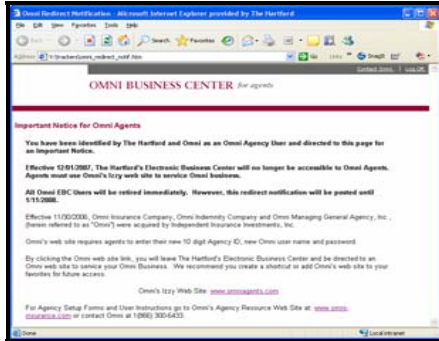 Omni Redirect Notification - Microsoft Internet Explorer provided by The Hartford
File Edit View Favorites Tools Help
Back Search Favorites
Address Go Links SnagIt
Contact Omni | Log Off
OMNI BUSINESS CENTER for agents
Important Notice for Omni Agents
You have been identified by The Hartford and Omni as an Omni Agency User and directed to this page for
an Important Notice.
Effective 12/01/2007, The Hartford's Electronic Business Center will no longer be accessible to Omni Agents.
Agents must use Omni's Izzy web site to service Omni business.
All Omni EBC Users will be retired immediately. However, this redirect notification will be posted until
1/11/2008.
Effective 11/30/2006, Omni Insurance Company, Omni Indemnity Company and Omni Managing General Agency, Inc.,
(herein referred to as "Omni") were acquired by Independent Insurance Investments, Inc.
Omni's web site requires agents to enter their new 10 digit Agency ID, new Omni user name and password.
By clicking the Omni web site link, you will leave The Hartford's Electronic Business Center and be directed to an
Omni web site to service your Omni Business. We recommend you create a shortcut or add Omni's web site to your
favorites for future access.
Omni's Izzy Web Site: www.omniagents.com
For Agency Setup Forms and User Instructions go to Omni's Agency Resource Web Site at: www.omni-
insurance.com or contact Omni at 1(866) 300-6433.
Done Local intranet